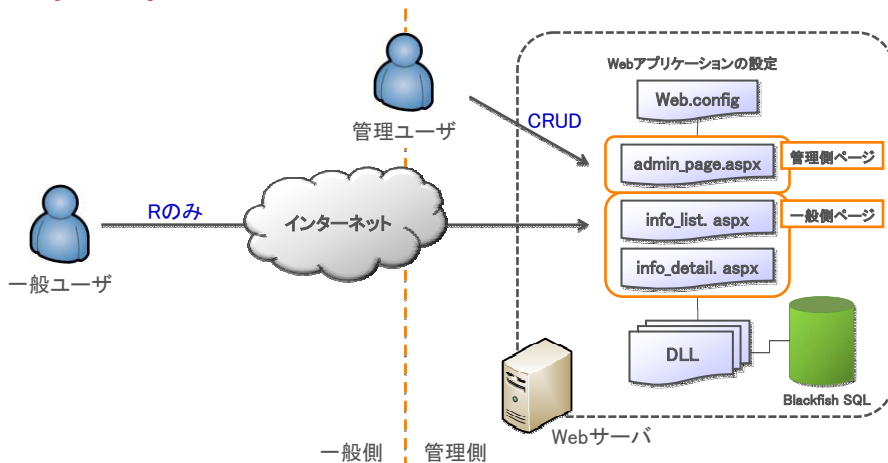 Webアプリケーションの設定
Web.config
管理ユーザ
CRUD
admin_page.aspx
管理側ページ
Rのみ
インターネット
info_list. aspx
一般側ページ
一般ユーザ
info_detail. aspx
DLL
Blackfish SQL
Webサーバ
一般側
管理側